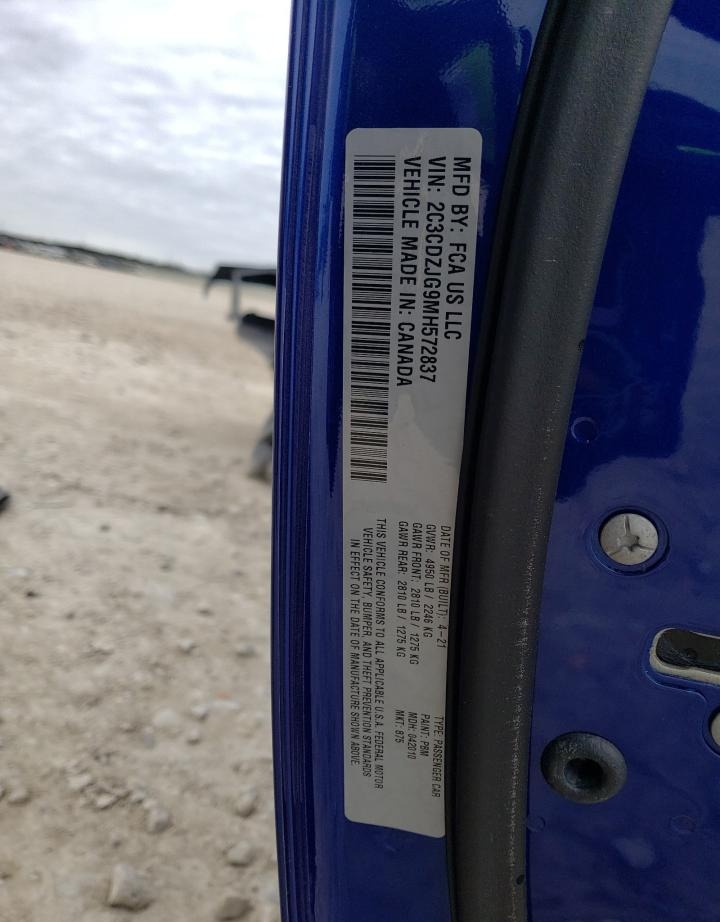 MFD BY: FCA US LLC
VIN: 2C3CDZJG9MH572837
VEHICLE MADE IN: CANADA
DATE OF MFR (BUILT): 4-21
GVWR: 4950 LB / 2246 KG
GAWR FRONT: 2810 LB / 1275 KG
GAWR REAR: 2810 LB / 1275 KG
THIS VEHICLE CONFORMS TO ALL APPLICABLE U.S.A. FEDERAL MOTOR
VEHICLE SAFETY, BUMPER, AND THEFT PREVENTION STANDARDS
IN EFFECT ON THE DATE OF MANUFACTURE SHOWN ABOVE.
TYPE: PASSENGER CAR
PAINT: PBM
MDH: 042010
MKT: 875